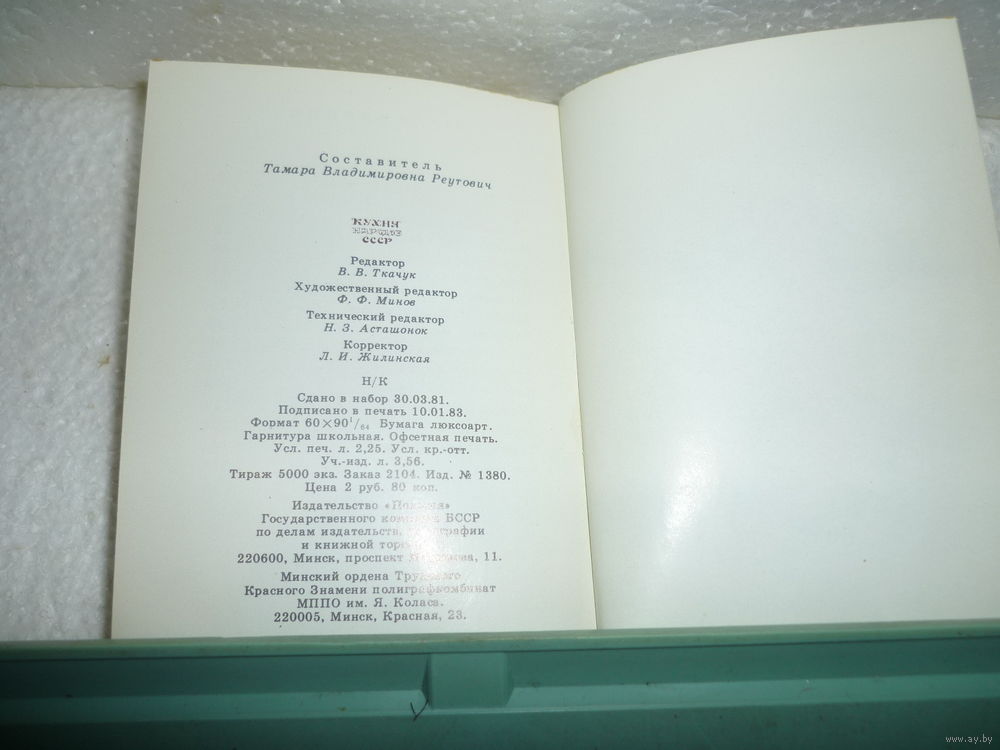 Составитель
Тамара Владимировна Реутович
КУХНЯ
НАРОДОВ
СССР
Редактор
В. В. Ткачук
Художественный редактор
Ф. Ф. Минов
Технический редактор
Н. З. Асташонок
Корректор
Л. И. Жилинская
Н/К
Сдано в набор 30.03.81.
Подписано в печать 10.01.83.
Формат 60×90¹/₆₄ Бумага люксоарт.
Гарнитура школьная. Офсетная печать.
Усл. печ. л. 2,25. Усл. кр.-отт.
Уч.-изд. л. 3,56.
Тираж 5000 экз. Заказ 2104. Изд. № 1380.
Цена 2 руб. 80 коп.
Издательство
Государственного БССР
по делам издательств,
и книжной
220600, Минск, проспект 11.
Минский ордена Трудового
Красного Знамени полиграфкомбинат
МППО им. Я. Коласа.
220005, Минск, Красная, 23.
www.ay.by